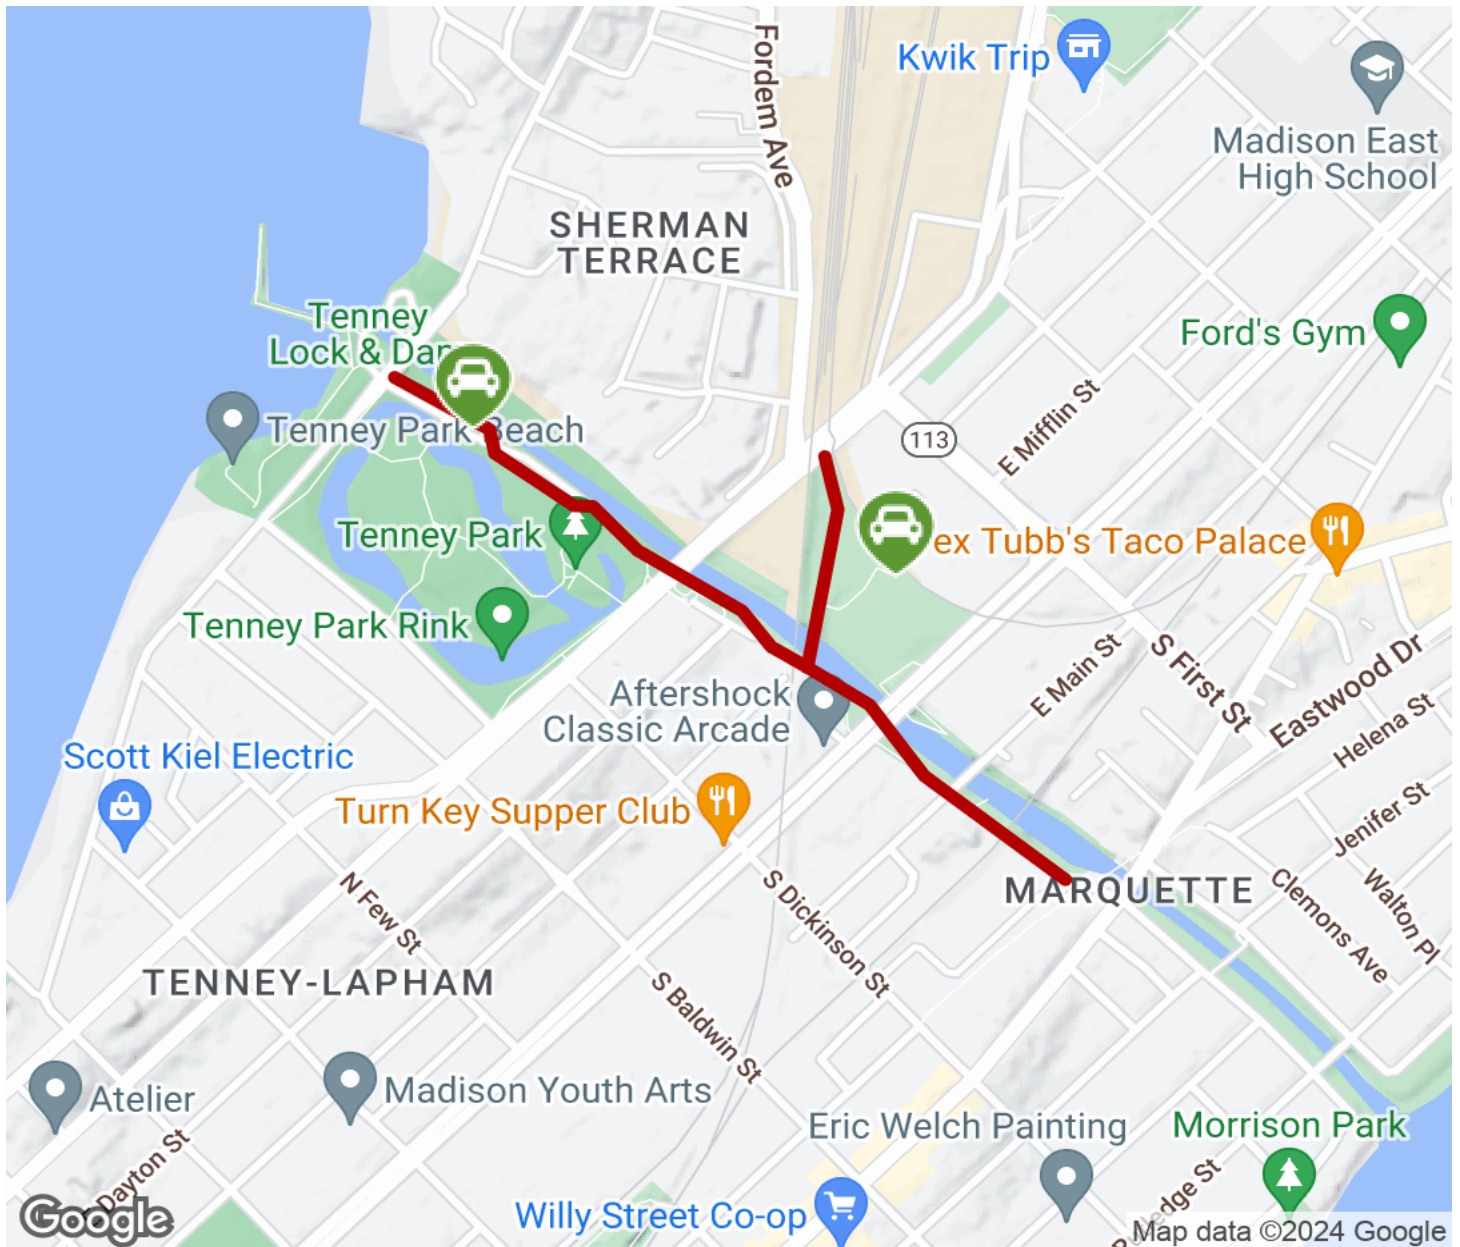 Fordem Ave
Kwik Trip
Madison East
High School
SHERMAN
TERRACE
Tenney
Lock & Da
Ford's Gym
E Mifflin St
113
Tenney Park Beach
Tenney Park
ex Tubb's Taco Palace
Tenney Park Rink
E Main St
S First St
Eastwood Dr
Helena St
Aftershock
Classic Arcade
Scott Kiel Electric
Turn Key Supper Club
Jenifer St
MARQUETTE
Clemons Ave
Walton Pl
N Few St
S Dickinson St
TENNEY-LAPHAM
S Baldwin St
Atelier
Madison Youth Arts
Eric Welch Painting
Morrison Park
Dayton St
edge St
Willy Street Co-op
Google
Map data ©2024 Google